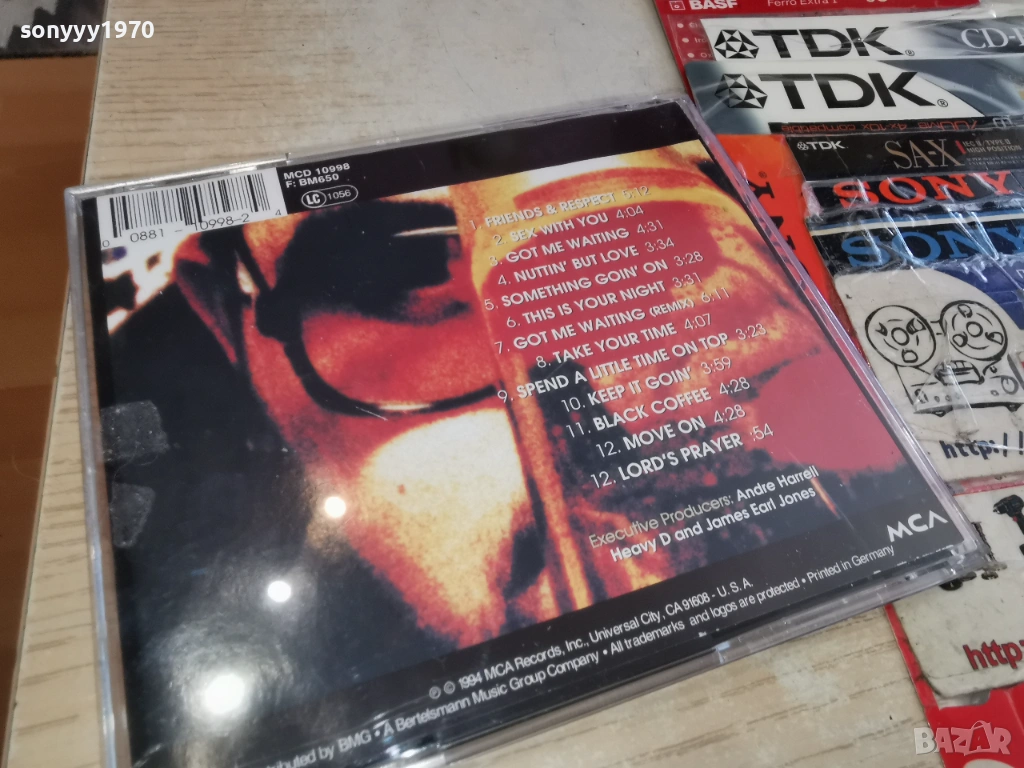 sonyyy1970
BASF
Ferro Extra I
TDK®
TDK®
TDK
SA-X
HIGH POSITION
SONY
SONY
MCD 10998
F: BM650
LC 1056
0 0881-10998-2 4
1. FRIENDS & RESPECT 5:12
2. SEX WITH YOU 4:04
3. GOT ME WAITING 4:31
4. NUTTIN' BUT LOVE 3:34
5. SOMETHING GOIN' ON 3:28
6. THIS IS YOUR NIGHT 3:31
7. GOT ME WAITING (REMIX) 6:11
8. TAKE YOUR TIME 4:07
9. SPEND A LITTLE TIME ON TOP 3:23
10. KEEP IT GOIN' 3:59
11. BLACK COFFEE 4:28
12. MOVE ON 4:28
12. LORD'S PRAYER :54
Executive Producers: Andre Harrell
Heavy D and James Earl Jones
MCA
℗ © 1994 MCA Records, Inc., Universal City, CA 91608 - U.S.A.
BMG • A Bertelsmann Music Group Company • All trademarks and logos are protected • Printed in Germany
http:/
http:
BAZAR